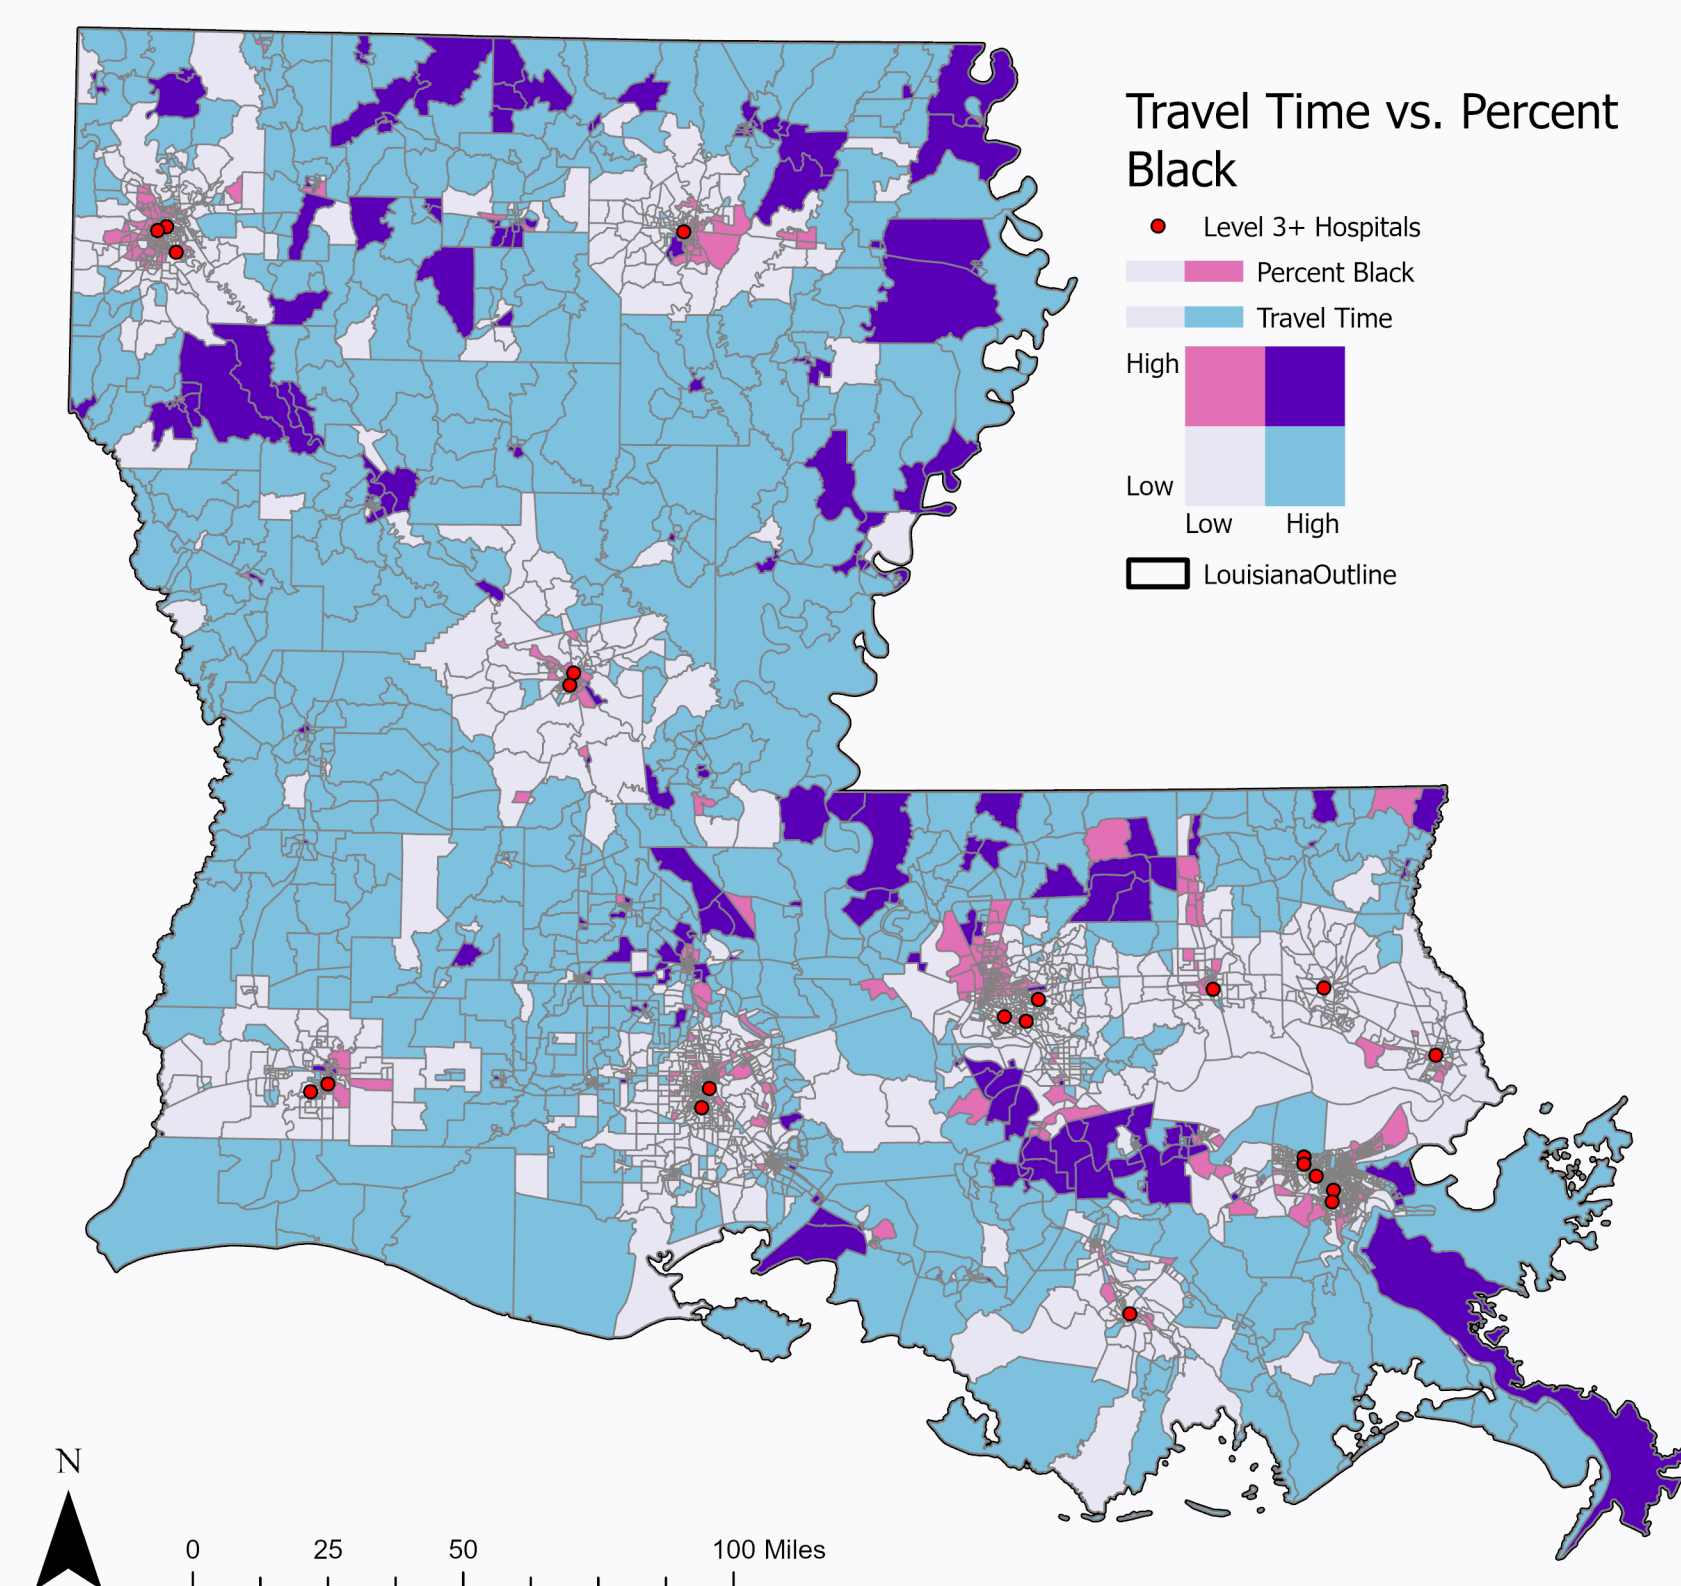 Travel Time vs. Percent
Black
Level 3+ Hospitals
Percent Black
Travel Time
High
Low
Low High
LouisianaOutline
N
0 25 50 100 Miles